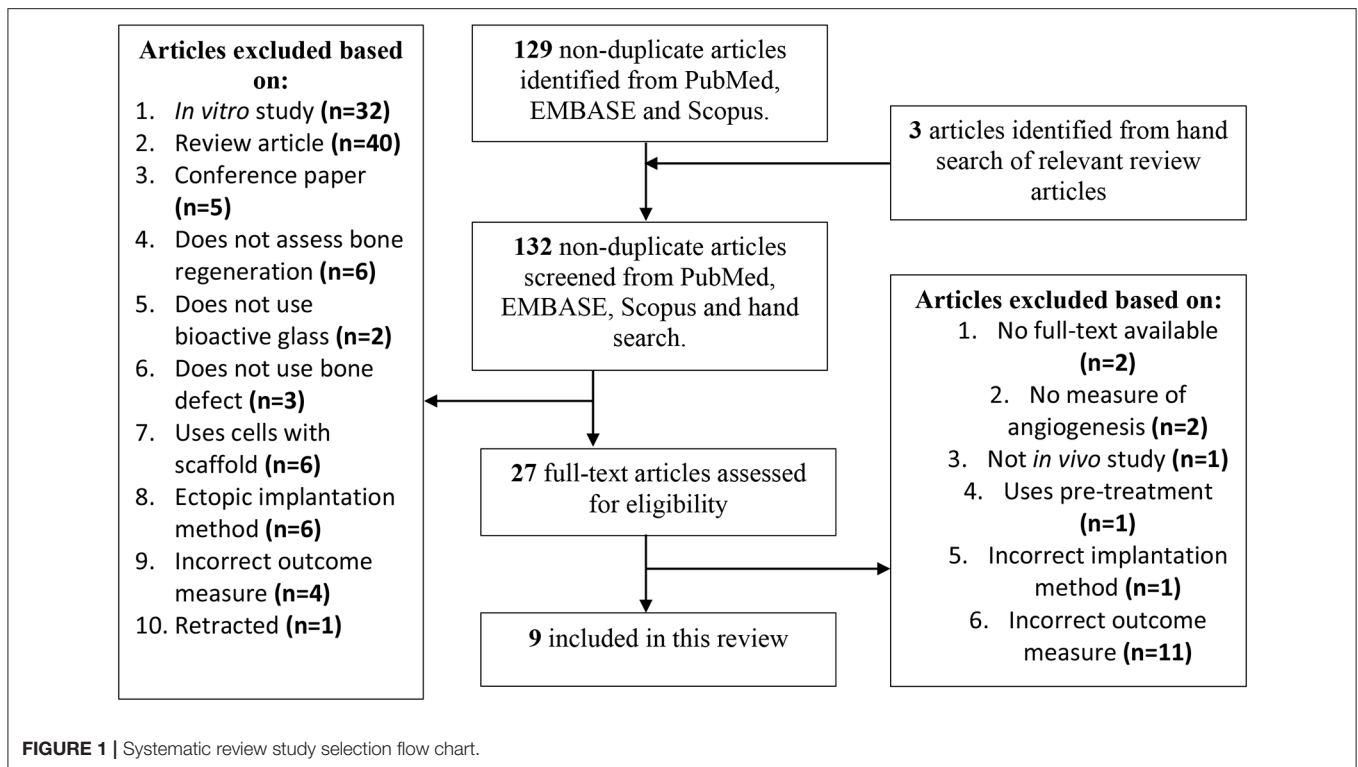 Articles excluded based
on:
1. In vitro study (n=32)
2. Review article (n=40)
3. Conference paper
(n=5)
4. Does not assess bone
regeneration (n=6)
5. Does not use
bioactive glass (n=2)
6. Does not use bone
defect (n=3)
7. Uses cells with
scaffold (n=6)
8. Ectopic implantation
method (n=6)
9. Incorrect outcome
measure (n=4)
10. Retracted (n=1)
129 non-duplicate articles
identified from PubMed,
EMBASE and Scopus.
3 articles identified from hand
search of relevant review
articles
132 non-duplicate articles
screened from PubMed,
EMBASE, Scopus and hand
search.
27 full-text articles assessed
for eligibility
Articles excluded based on:
1. No full-text available
(n=2)
2. No measure of
angiogenesis (n=2)
3. Not in vivo study (n=1)
4. Uses pre-treatment
(n=1)
5. Incorrect implantation
method (n=1)
6. Incorrect outcome
measure (n=11)
9 included in this review
FIGURE 1 | Systematic review study selection flow chart.